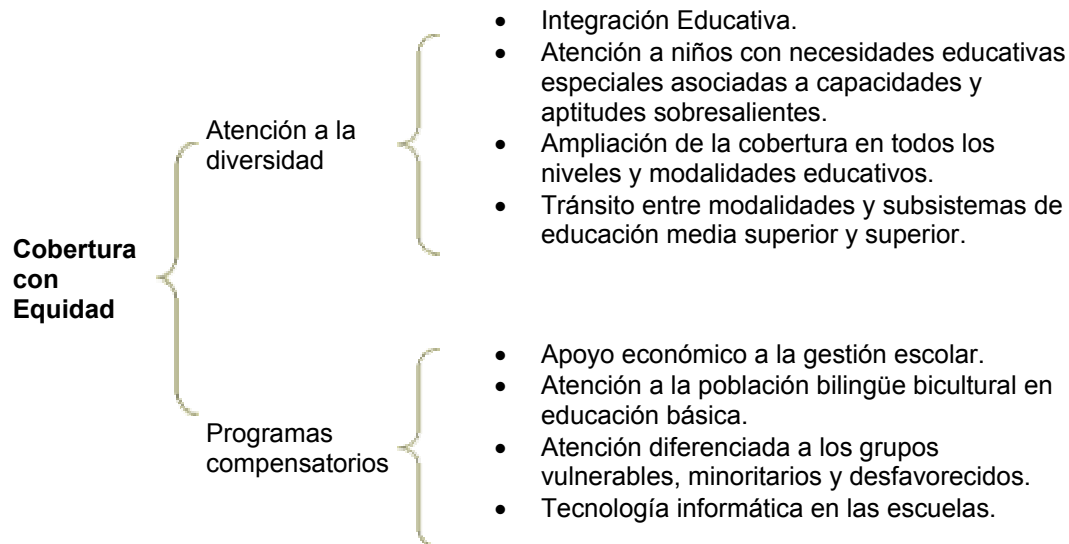 Cobertura
con
Equidad
Atención a la
diversidad
• Integración Educativa.
• Atención a niños con necesidades educativas
especiales asociadas a capacidades y
aptitudes sobresalientes.
• Ampliación de la cobertura en todos los
niveles y modalidades educativos.
• Tránsito entre modalidades y subsistemas de
educación media superior y superior.
Programas
compensatorios
• Apoyo económico a la gestión escolar.
• Atención a la población bilingüe bicultural en
educación básica.
• Atención diferenciada a los grupos
vulnerables, minoritarios y desfavorecidos.
• Tecnología informática en las escuelas.